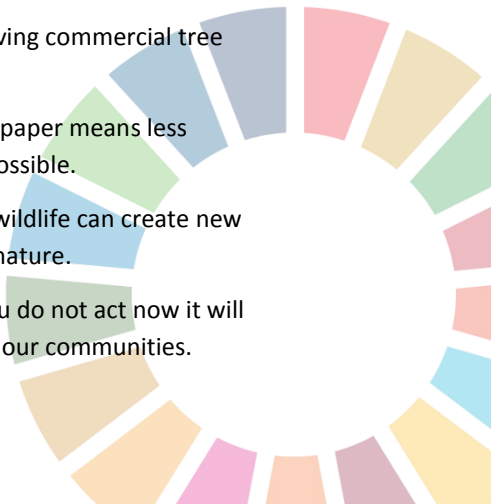 ving commercial tree
paper means less
ossible.
wildlife can create new
nature.
u do not act now it will
our communities.